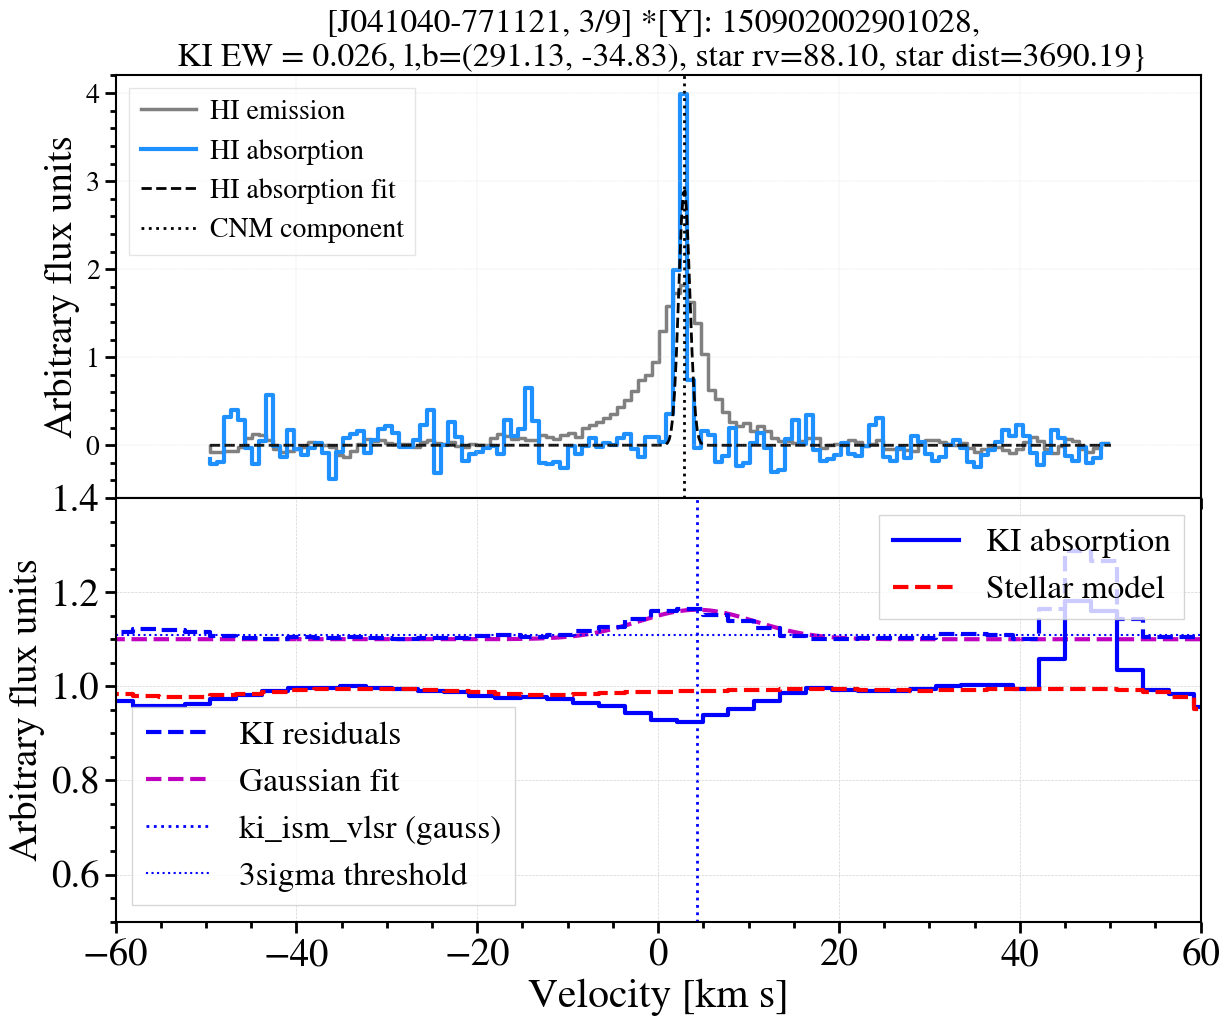 [J041040-771121, 3/9] *[Y]: 150902002901028,
KI EW = 0.026, l,b=(291.13, -34.83), star rv=88.10, star dist=3690.19}
Arbitrary flux units
4
3
2
1
0
HI emission
HI absorption
HI absorption fit
CNM component
Arbitrary flux units
1.4
1.2
1.0
0.8
0.6
KI absorption
Stellar model
KI residuals
Gaussian fit
ki_ism_vlsr (gauss)
3sigma threshold
−60 −40 −20 0 20 40 60
Velocity [km s]